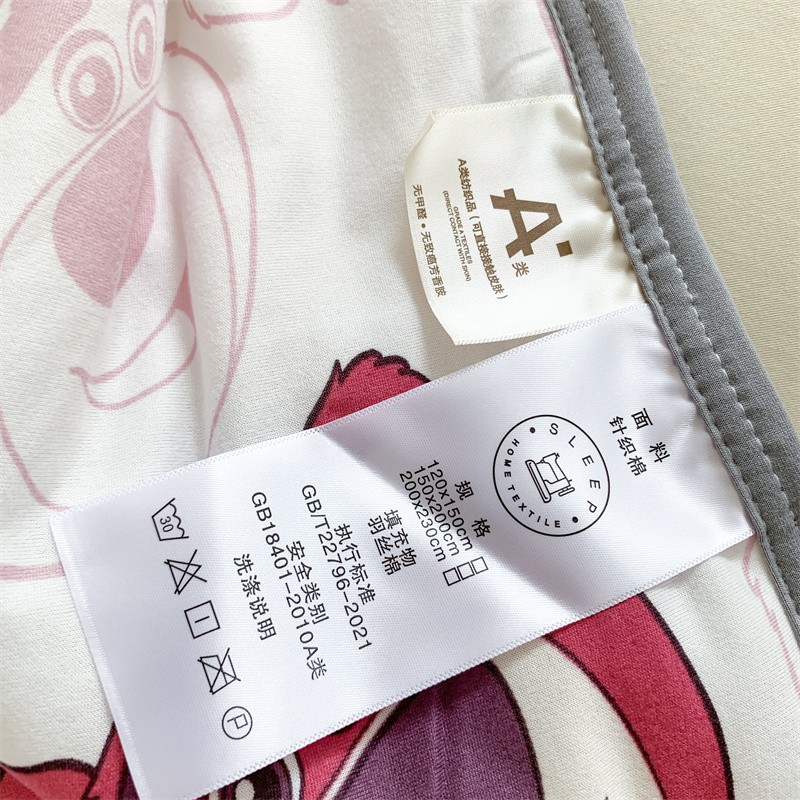 A类
A类纺织品（可直接接触皮肤）
GRADE A TEXTILES
(DIRECT CONTACT WITH SKIN)
无甲醛•无致癌芳香胺
面料
针织棉
SLEEP
HOME TEXTILE
规格
120x150cm
150x200cm
200x230cm
填充物
羽丝棉
执行标准
GB/T22796-2021
安全类别
GB18401-2010A类
洗涤说明
30
P